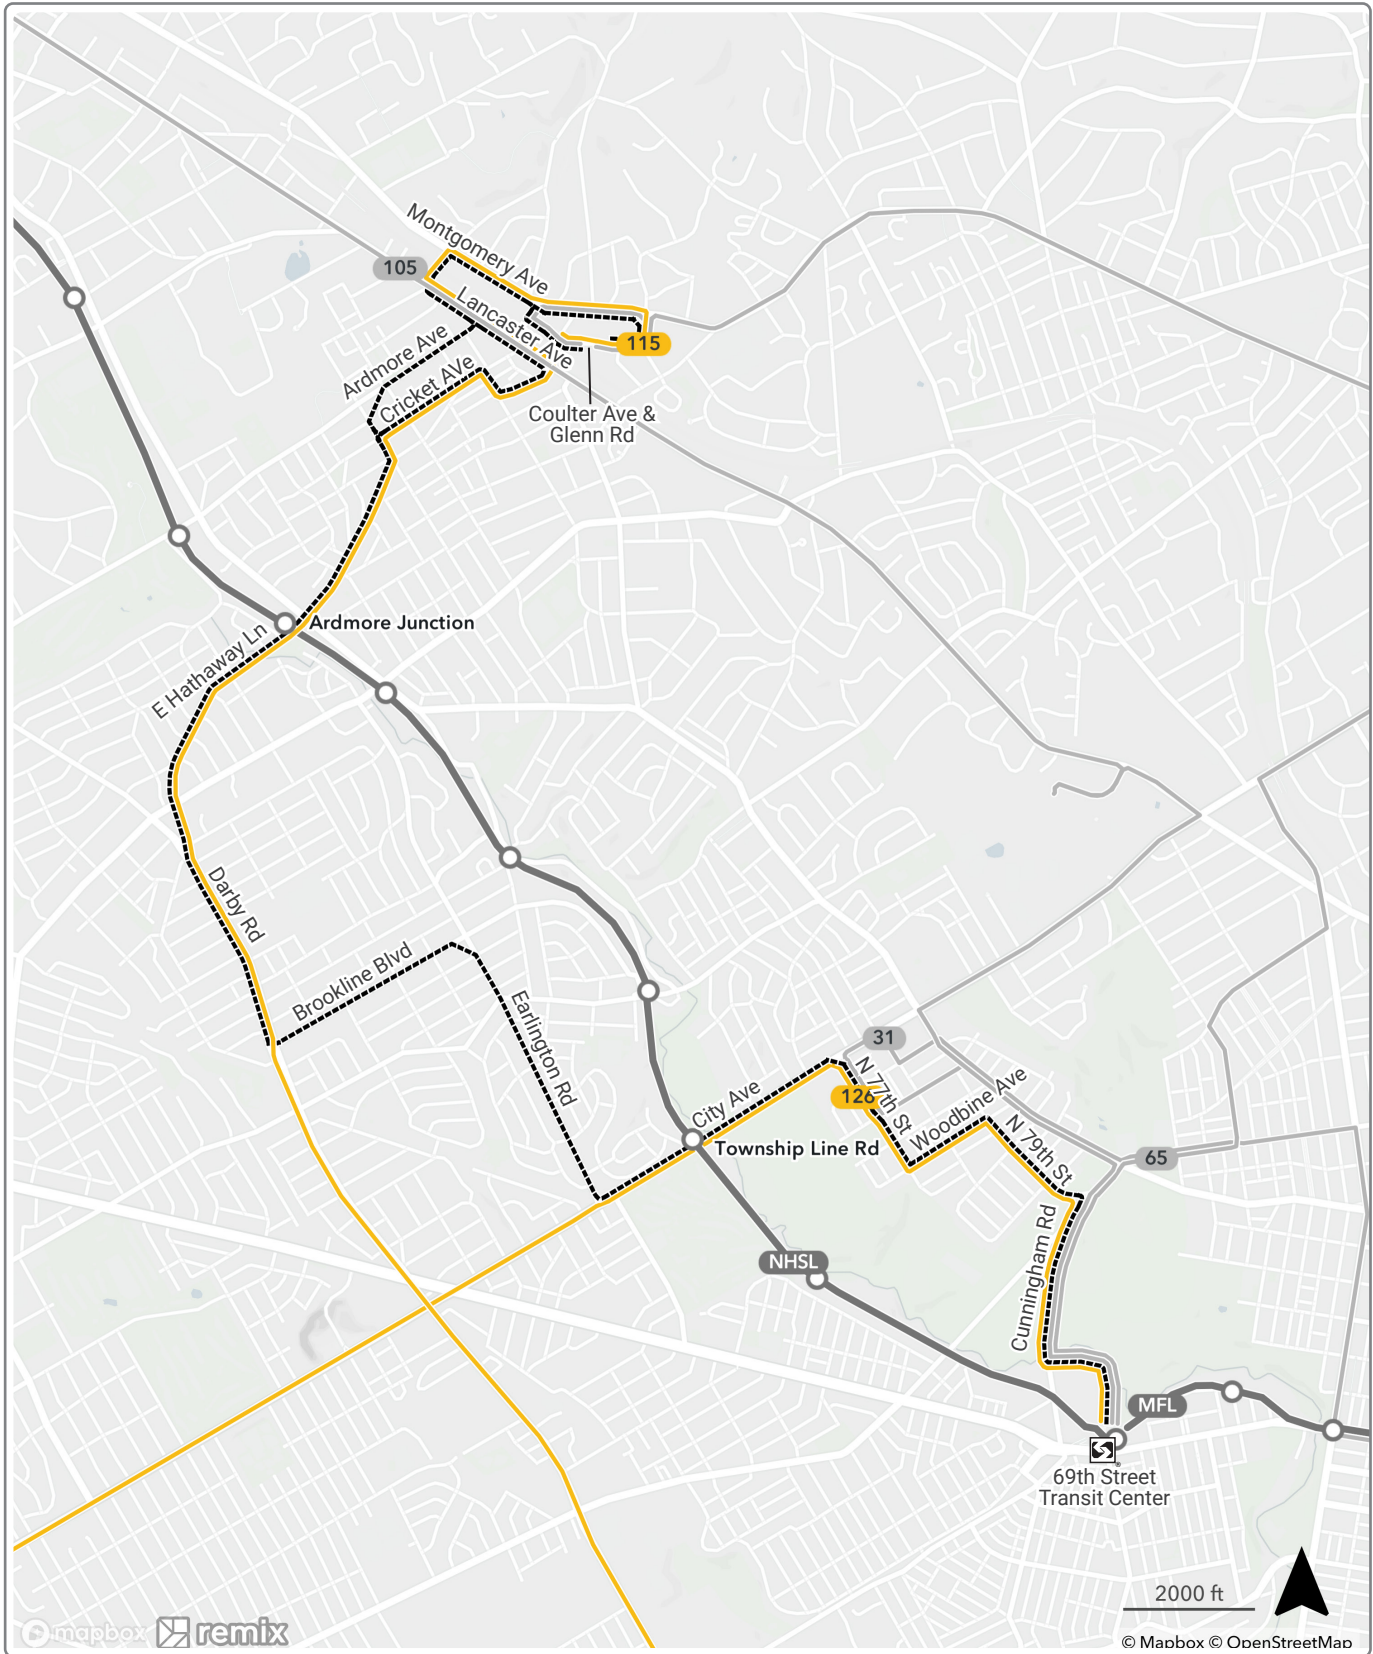 Montgomery Ave
105
Lancaster Ave
115
Ardmore Ave
Cricket AVe
Coulter Ave &
Glenn Rd
Ardmore Junction
E Hathaway Ln
Darby Rd
Brookline Blvd
Earlington Rd
31
N 77th St
126
City Ave
Woodbine Ave
N 79th St
Township Line Rd
65
Cunningham Rd
NHSL
MFL
69th Street
Transit Center
2000 ft
mapbox remix
© Mapbox © OpenStreetMap